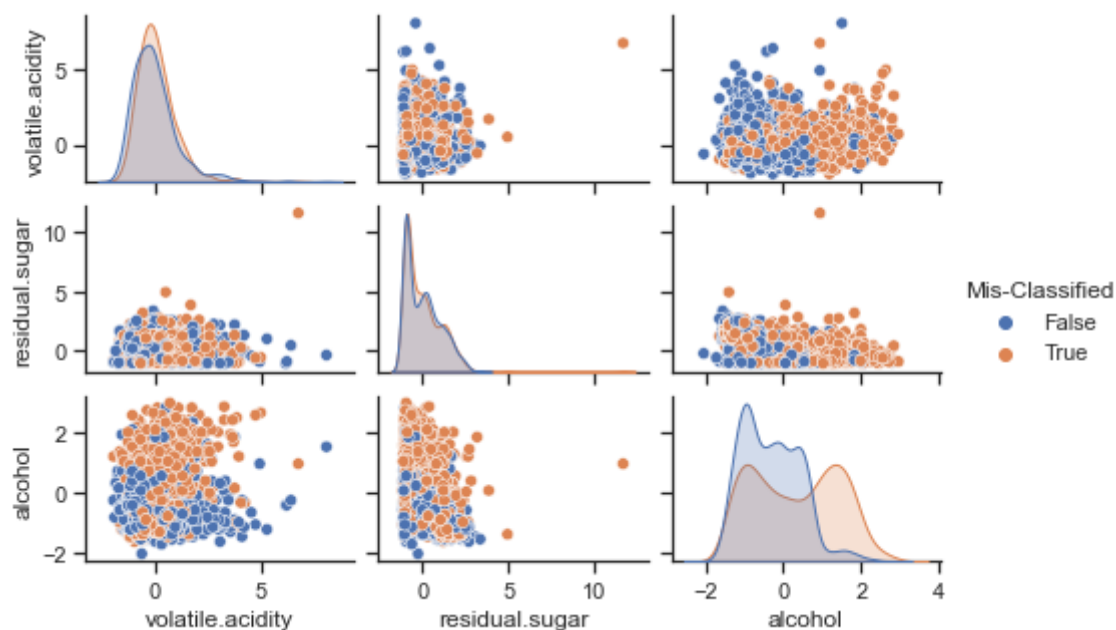 volatile.acidity
5
0
residual.sugar
10
5
0
Mis-Classified
False
True
alcohol
2
0
−2
0
5
0
5
10
−2
0
2
4
volatile.acidity
residual.sugar
alcohol